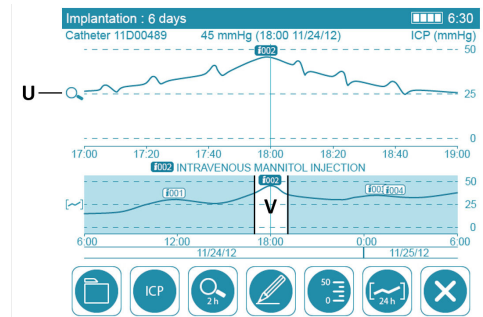 Implantation : 6 days 6:30
Catheter 11D00489 45 mmHg (18:00 11/24/12) ICP (mmHg)
i002
50
U
25
0
17:00 17:20 17:40 18:00 18:20 18:40 19:00
i002 INTRAVENOUS MANNITOL INJECTION
i002
50
i001 i003 i004
V
25
0
6:00 12:00 18:00 0:00 6:00
11/24/12 11/25/12
ICP
2 h
50
0
24 h